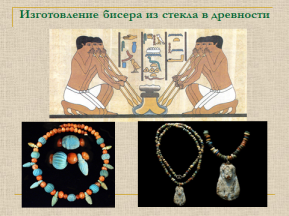 Изготовление бисера из стекла в древности